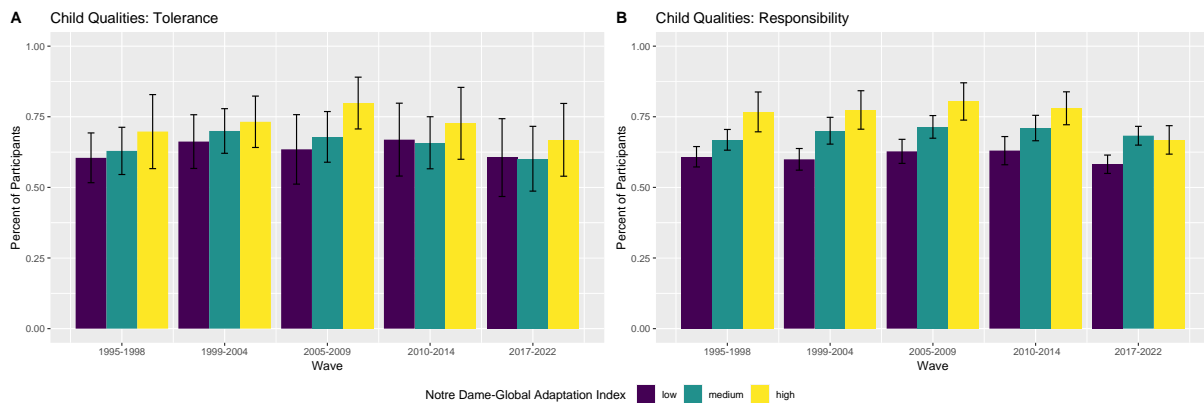 A Child Qualities: Tolerance
Percent of Participants
1.00
0.75
0.50
0.25
0.00
1995-1998 1999-2004 2005-2009 2010-2014 2017-2022
Wave
B Child Qualities: Responsibility
Percent of Participants
1.00
0.75
0.50
0.25
0.00
1995-1998 1999-2004 2005-2009 2010-2014 2017-2022
Wave
Notre Dame-Global Adaptation Index low medium high